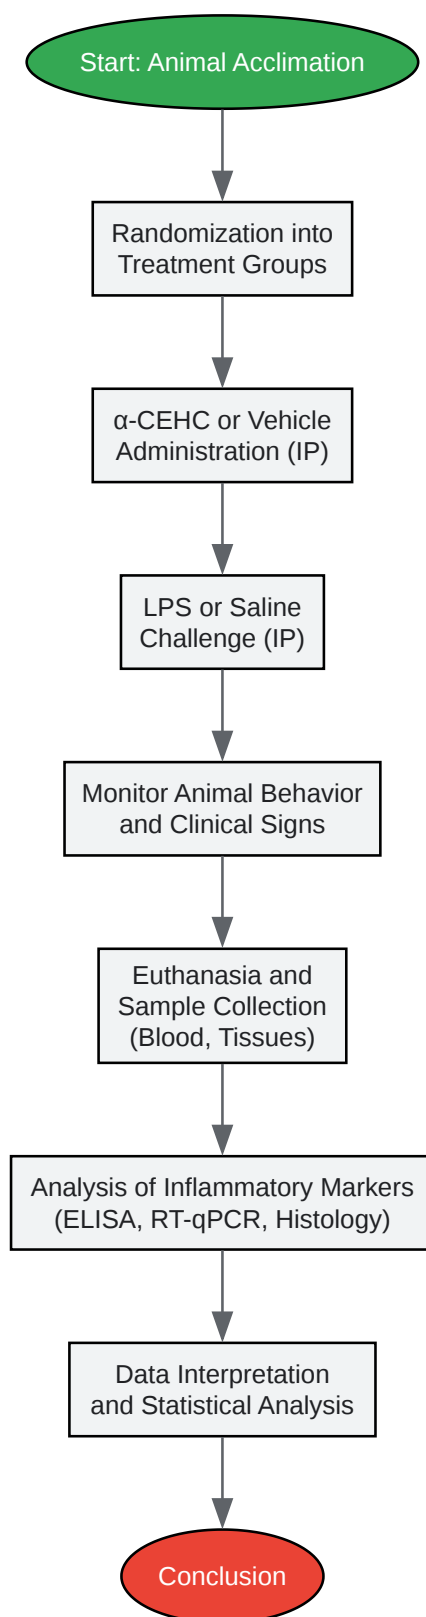 Start: Animal Acclimation
Randomization into
Treatment Groups
α-CEHC or Vehicle
Administration (IP)
LPS or Saline
Challenge (IP)
Monitor Animal Behavior
and Clinical Signs
Euthanasia and
Sample Collection
(Blood, Tissues)
Analysis of Inflammatory Markers
(ELISA, RT-qPCR, Histology)
Data Interpretation
and Statistical Analysis
Conclusion